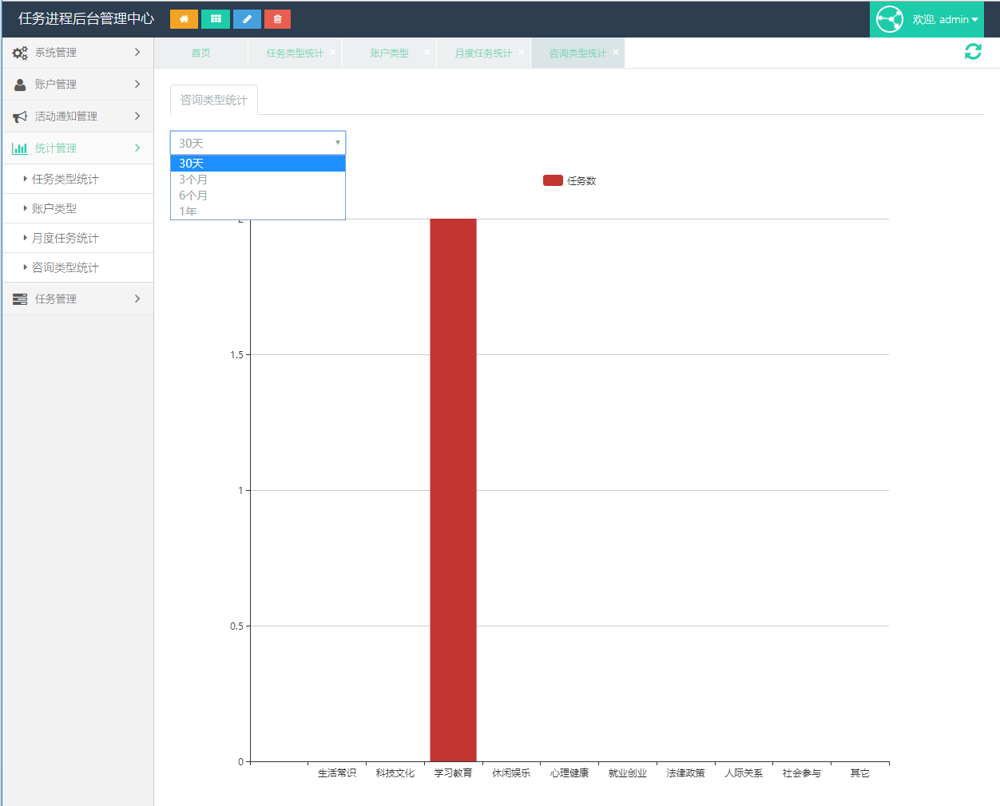 任务进程后台管理中心
欢迎, admin
系统管理
账户管理
活动通知管理
统计管理
任务类型统计
账户类型
月度任务统计
咨询类型统计
任务管理
首页 任务类型统计 × 账户类型 × 月度任务统计 × 咨询类型统计 ×
咨询类型统计
30天
30天
3个月
6个月
1年
任务数
2
1.5
1
0.5
0
生活常识 科技文化 学习教育 休闲娱乐 心理健康 就业创业 法律政策 人际关系 社会参与 其它